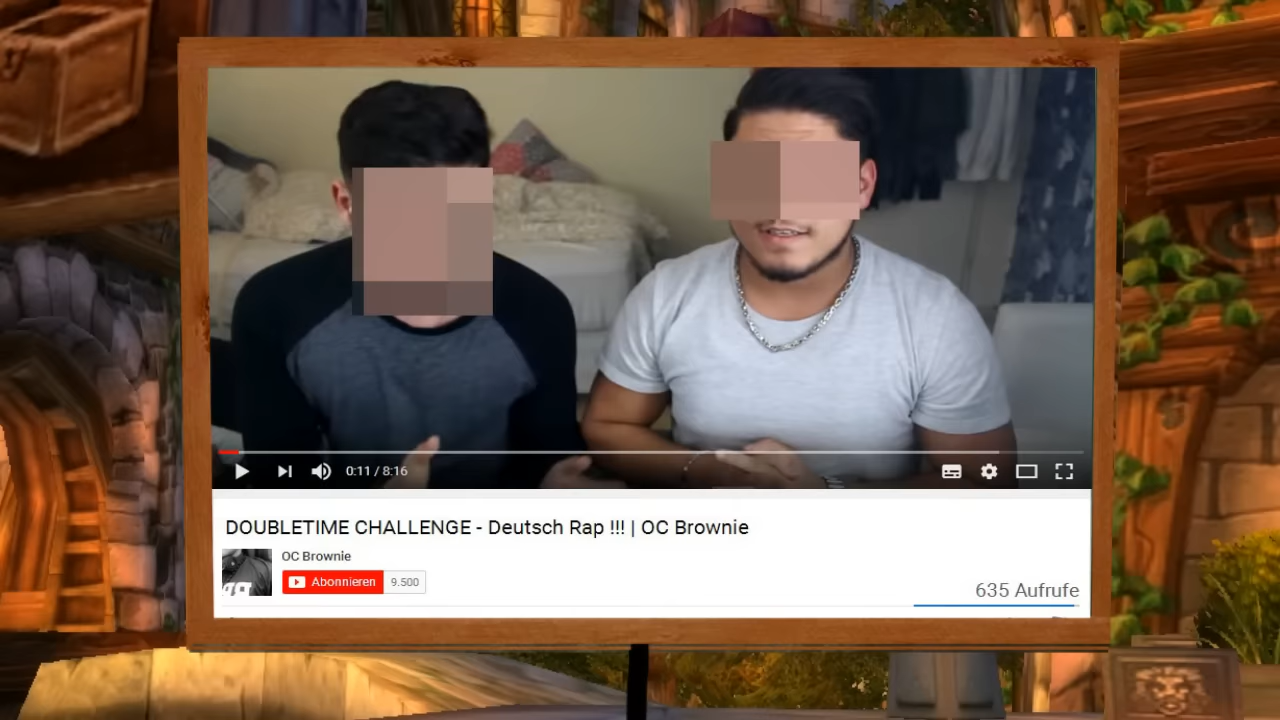 0:11 / 8:16
DOUBLETIME CHALLENGE - Deutsch Rap !!! | OC Brownie
OC Brownie
Abonnieren 9.500
635 Aufrufe